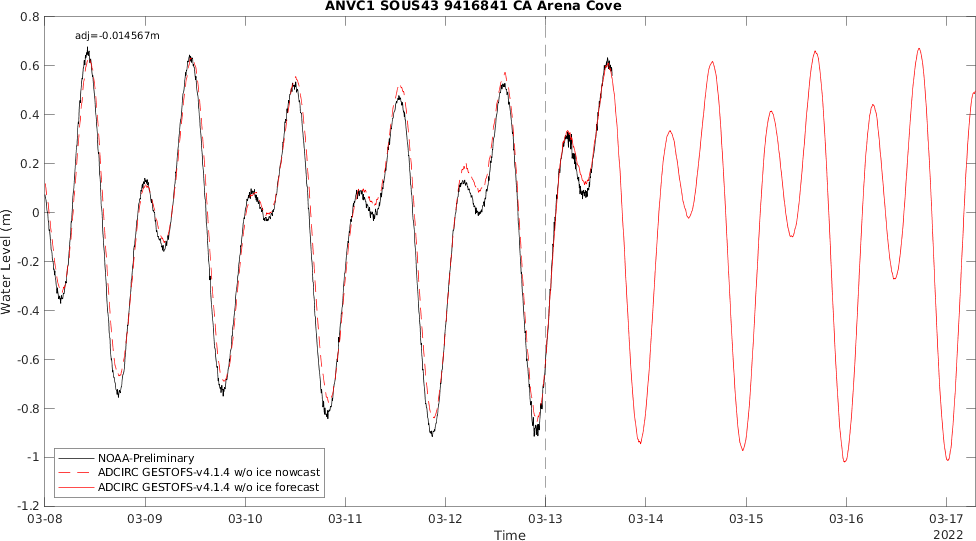 ANVC1 SOUS43 9416841 CA Arena Cove
adj=-0.014567m
0.8
0.6
0.4
0.2
0
-0.2
-0.4
-0.6
-0.8
-1
-1.2
Water Level (m)
NOAA-Preliminary
ADCIRC GESTOFS-v4.1.4 w/o ice nowcast
ADCIRC GESTOFS-v4.1.4 w/o ice forecast
03-08 03-09 03-10 03-11 03-12 03-13 03-14 03-15 03-16 03-17
Time
2022